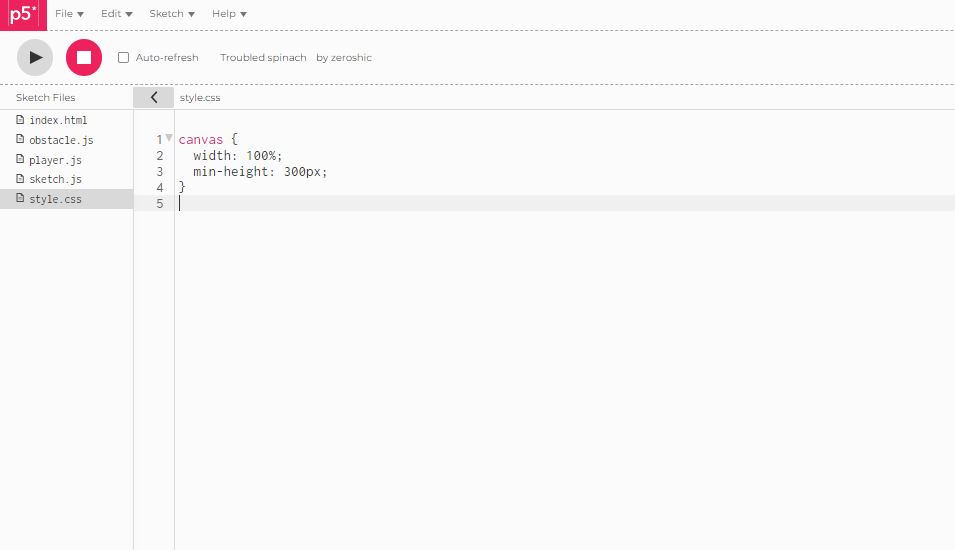 p5*
File Edit Sketch Help
Auto-refresh Troubled spinach by zeroshic
Sketch Files
style.css
index.html
obstacle.js
player.js
sketch.js
style.css
1 canvas {
2 width: 100%;
3 min-height: 300px;
4 }
5